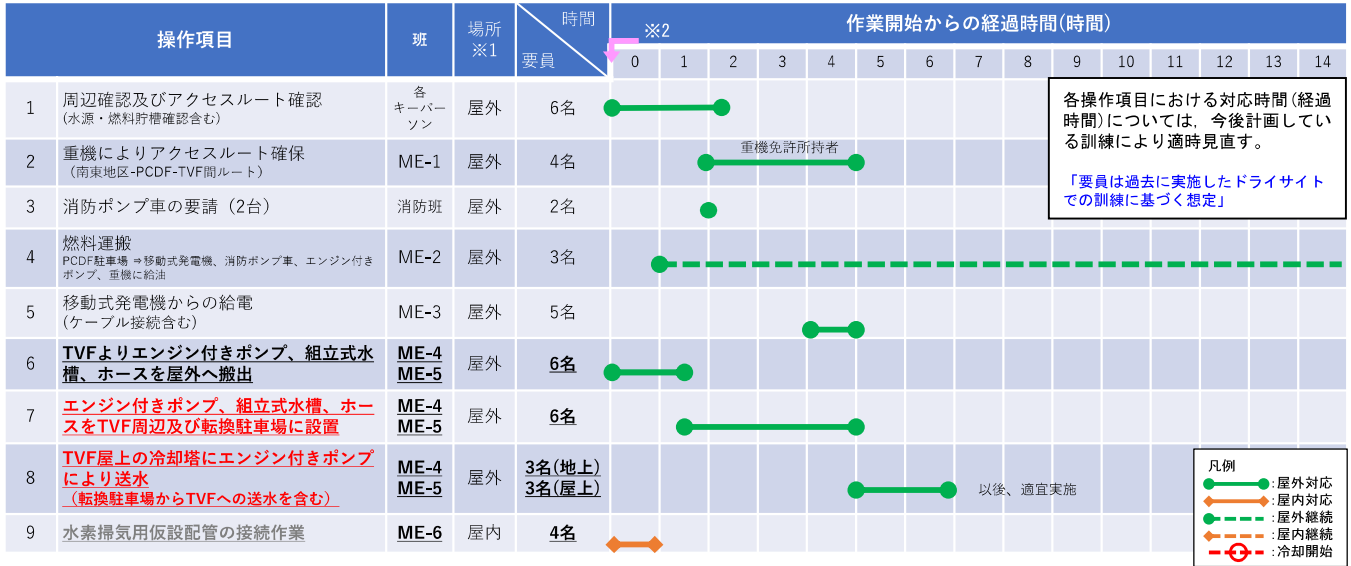 操作項目
班
場所
※1
時間
要員
※2
作業開始からの経過時間(時間)
0 1 2 3 4 5 6 7 8 9 10 11 12 13 14
1
周辺確認及びアクセスルート確認
(水源・燃料貯槽確認含む)
各
キーパー
ソン
屋外
6名
2
重機によりアクセスルート確保
(南東地区-PCDF-TVF間ルート)
ME-1
屋外
4名
重機免許所持者
3
消防ポンプ車の要請（2台）
消防班
屋外
2名
4
燃料運搬
PCDF駐車場 ⇒移動式発電機、消防ポンプ車、エンジン付き
ポンプ、重機に給油
ME-2
屋外
3名
5
移動式発電機からの給電
(ケーブル接続含む)
ME-3
屋外
5名
6
TVFよりエンジン付きポンプ、組立式水
槽、ホースを屋外へ搬出
ME-4
ME-5
屋外
6名
7
エンジン付きポンプ、組立式水槽、ホー
スをTVF周辺及び転換駐車場に設置
ME-4
ME-5
屋外
6名
8
TVF屋上の冷却塔にエンジン付きポンプ
により送水
（転換駐車場からTVFへの送水を含む）
ME-4
ME-5
屋外
3名(地上)
3名(屋上)
以後、適宜実施
9
水素掃気用仮設配管の接続作業
ME-6
屋内
4名
各操作項目における対応時間(経過
時間)については，今後計画してい
る訓練により適時見直す。
「要員は過去に実施したドライサイト
での訓練に基づく想定」
凡例
:屋外対応
:屋内対応
:屋外継続
:屋内継続
:冷却開始